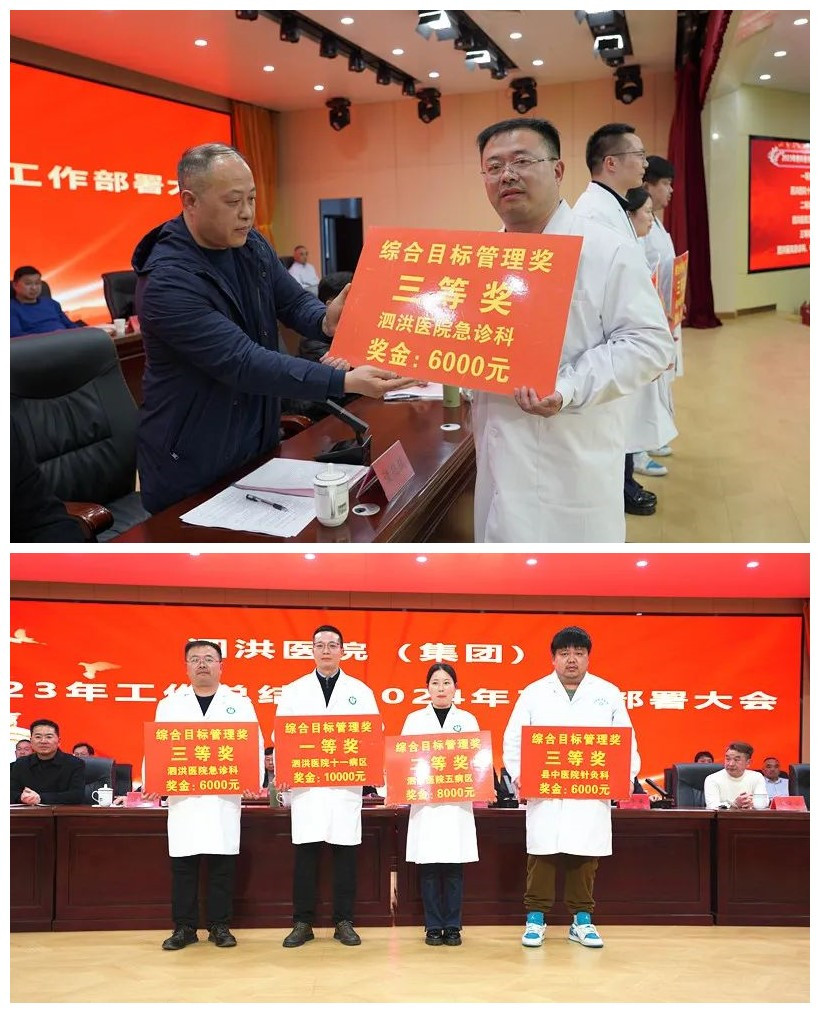 工作部署大
综合目标管理奖
三等奖
泗洪医院急诊科
奖金：6000元
泗洪医院（集团）
23年工作总结
2024年
部署大会
综合目标管理奖
三等奖
泗洪医院急诊科
奖金：6000元
综合目标管理奖
一等奖
泗洪医院十一病区
奖金：10000元
综合目标管理奖
二等奖
泗洪医院五病区
奖金：8000元
综合目标管理奖
三等奖
县中医院针灸科
奖金：6000元